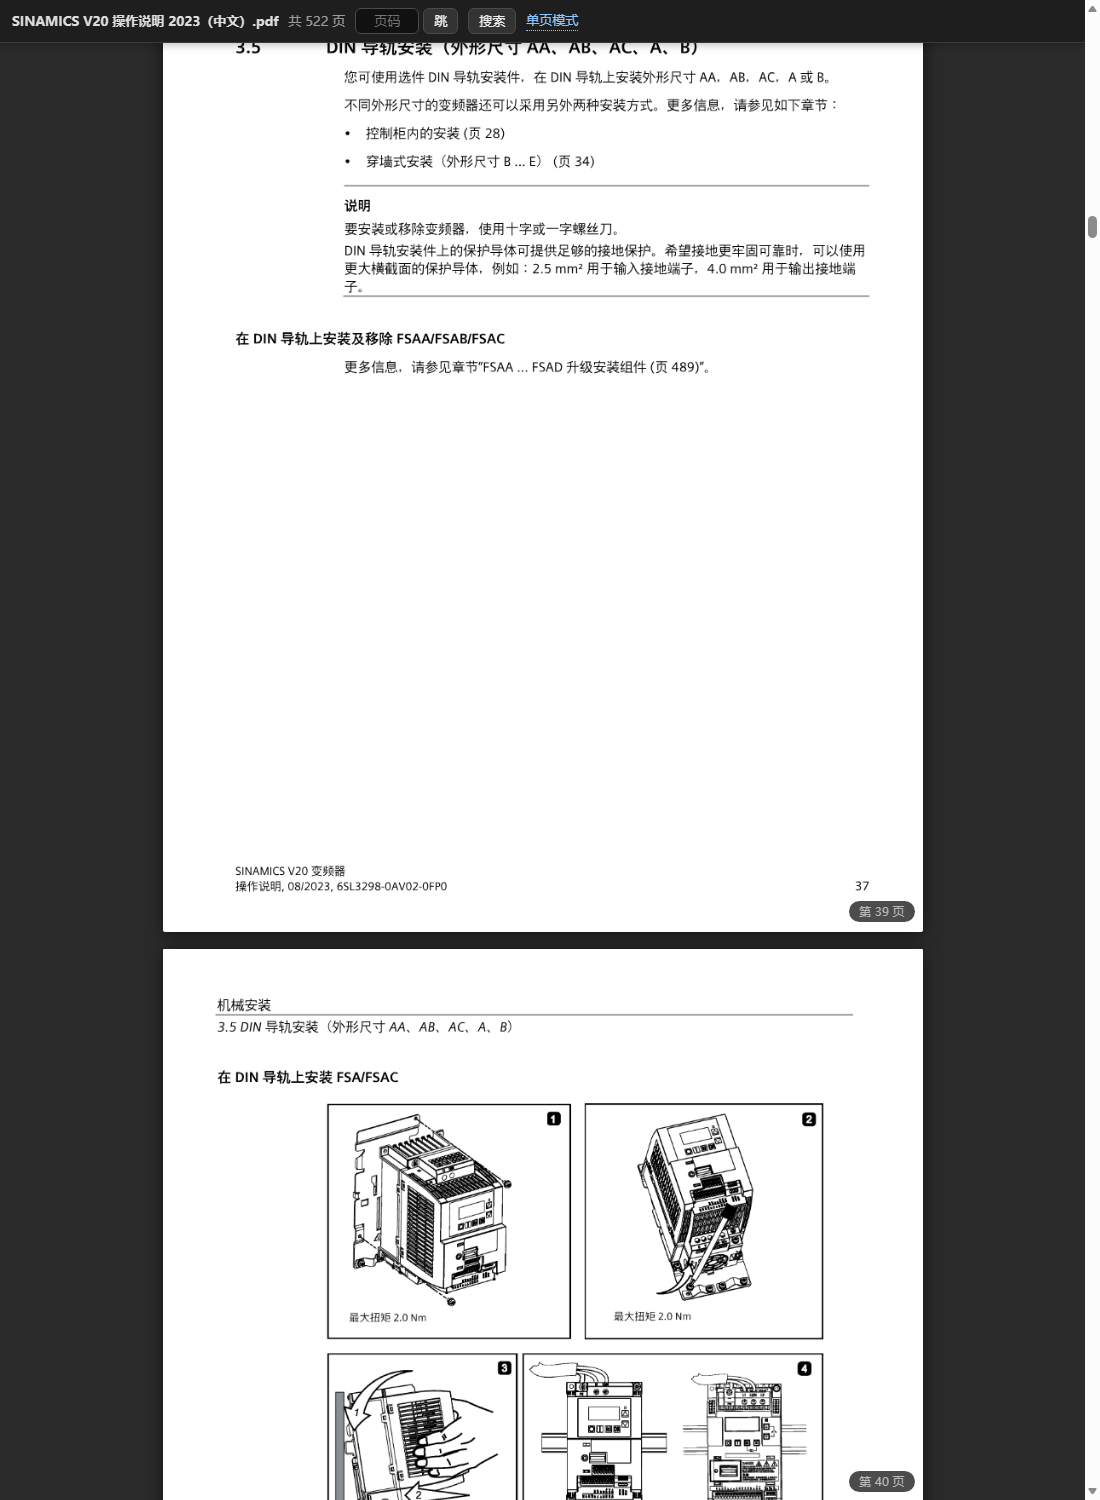 SINAMICS V20 操作说明 2023（中文）.pdf 共 522 页 页码 跳 搜索 单页模式
3.5 DIN 导轨安装（外形尺寸 AA、AB、AC、A、B）
您可使用选件 DIN 导轨安装件，在 DIN 导轨上安装外形尺寸 AA，AB，AC，A 或 B。
不同外形尺寸的变频器还可以采用另外两种安装方式。更多信息，请参见如下章节：
• 控制柜内的安装 (页 28)
• 穿墙式安装（外形尺寸 B ... E） (页 34)
说明
要安装或移除变频器，使用十字或一字螺丝刀。
DIN 导轨安装件上的保护导体可提供足够的接地保护。希望接地更牢固可靠时，可以使用
更大横截面的保护导体，例如：2.5 mm² 用于输入接地端子，4.0 mm² 用于输出接地端
子。
在 DIN 导轨上安装及移除 FSAA/FSAB/FSAC
更多信息，请参见章节"FSAA ... FSAD 升级安装组件 (页 489)"。
SINAMICS V20 变频器
操作说明, 08/2023, 6SL3298-0AV02-0FP0
37
第 39 页
机械安装
3.5 DIN 导轨安装（外形尺寸 AA、AB、AC、A、B）
在 DIN 导轨上安装 FSA/FSAC
1
最大扭矩 2.0 Nm
2
最大扭矩 2.0 Nm
3
1
2
4
第 40 页